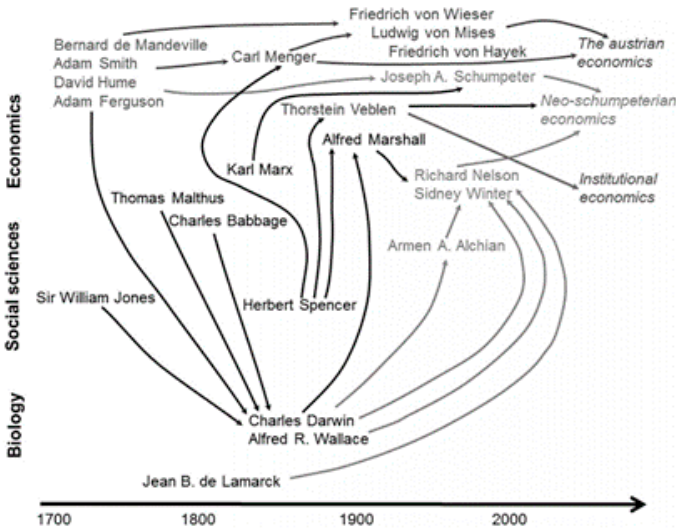 Friedrich von Wieser
Ludwig von Mises
Friedrich von Hayek
The austrian
economics
Bernard de Mandeville
Adam Smith
David Hume
Adam Ferguson
Carl Menger
Joseph A. Schumpeter
Neo-schumpeterian
economics
Thorstein Veblen
Alfred Marshall
Karl Marx
Richard Nelson
Sidney Winter
Institutional
economics
Thomas Malthus
Charles Babbage
Armen A. Alchian
Sir William Jones
Herbert Spencer
Charles Darwin
Alfred R. Wallace
Jean B. de Lamarck
Economics
Social sciences
Biology
1700 1800 1900 2000